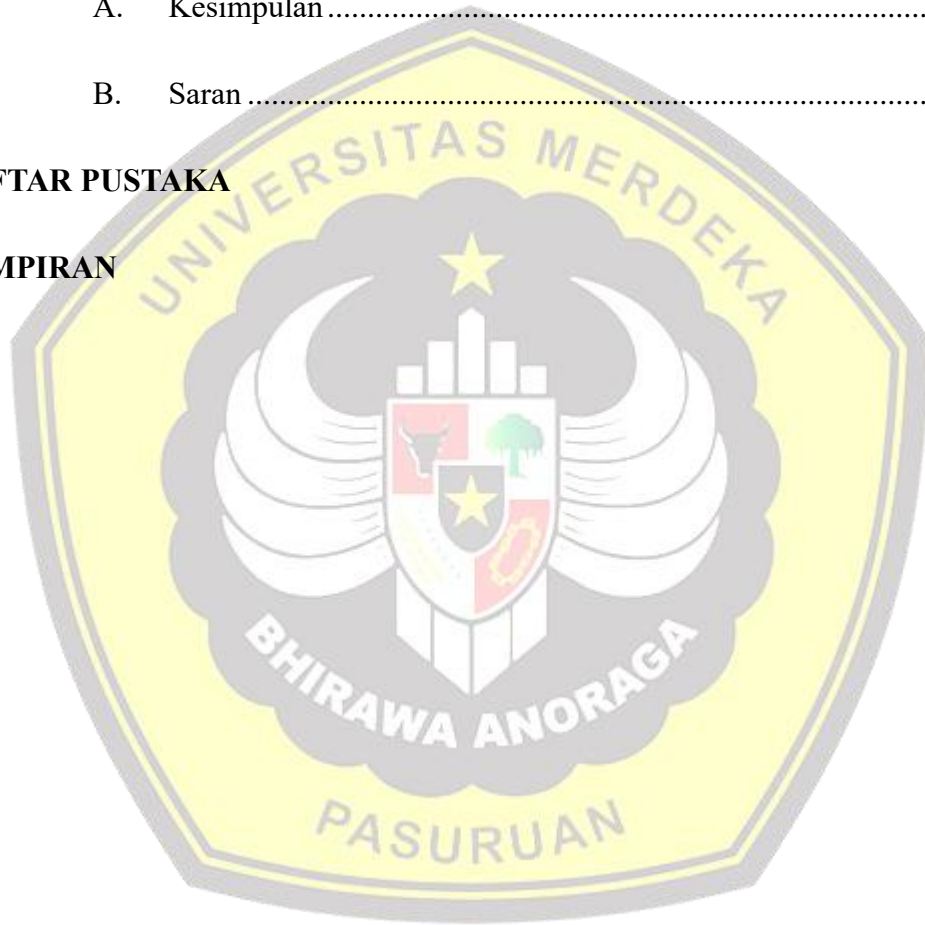 A. Kesimpulan ....................................................................................
B. Saran ..............................................................................................
FTAR PUSTAKA
MPIRAN
UNIVERSITAS MERDEKA
BHIRAWA ANORAGA
PASURUAN